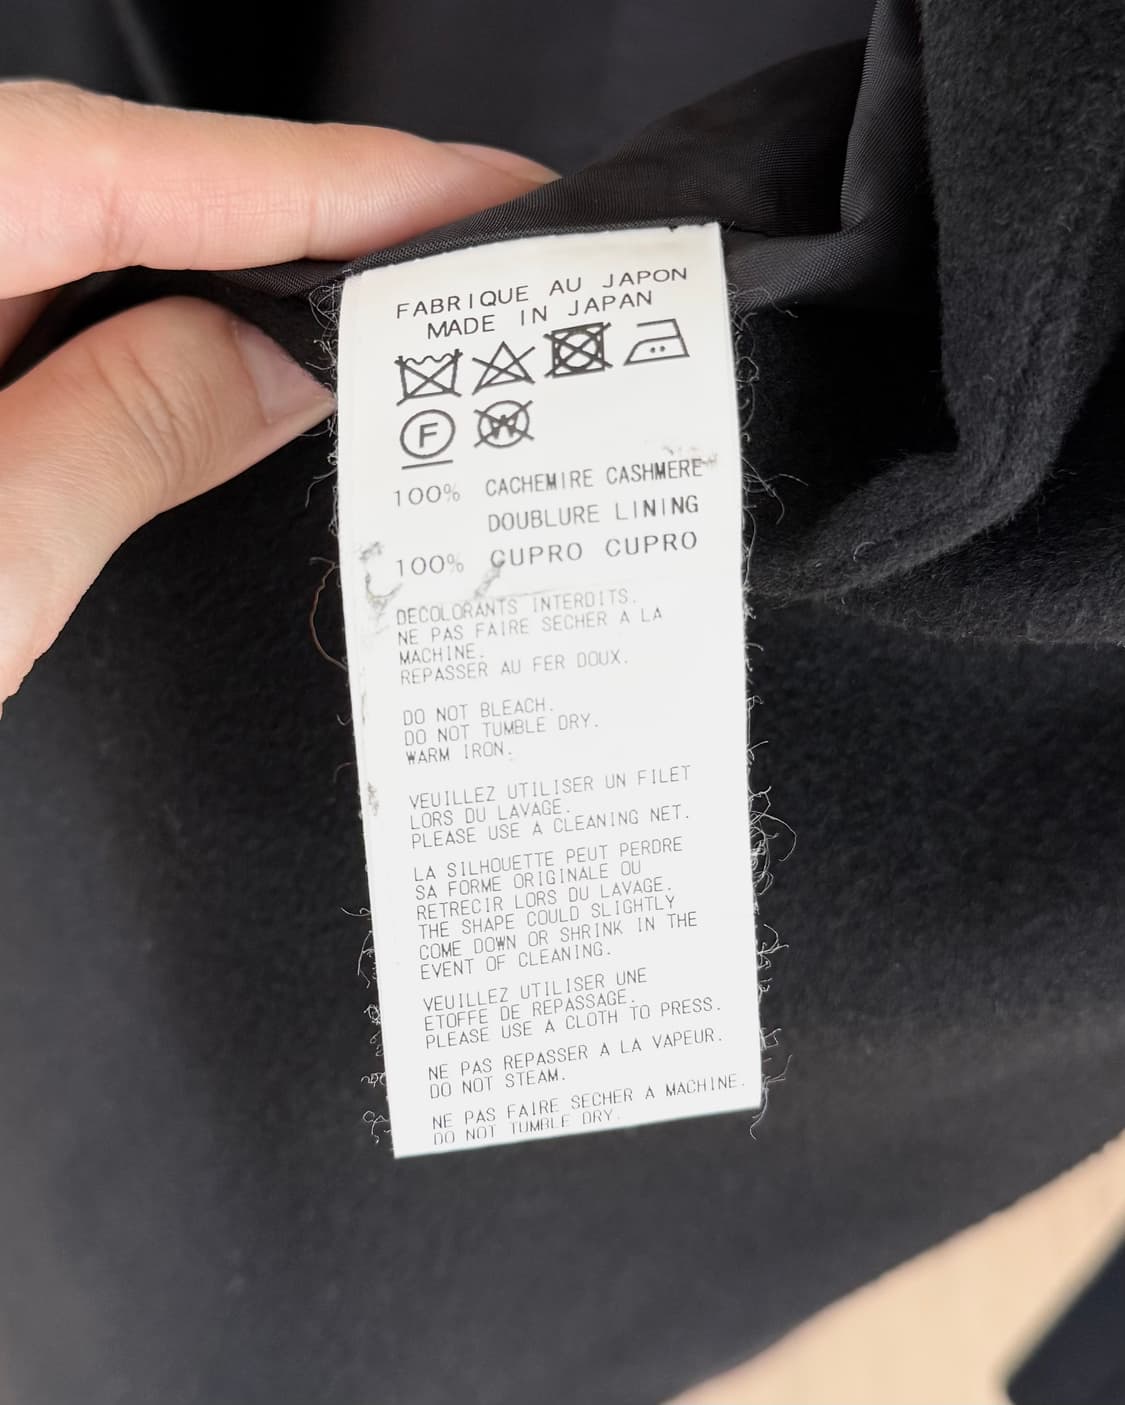 FABRIQUE AU JAPON
MADE IN JAPAN
F W
100% CACHEMIRE CASHMERE
DOUBLURE LINING
100% CUPRO CUPRO
DECOLORANTS INTERDITS.
NE PAS FAIRE SECHER A LA
MACHINE.
REPASSER AU FER DOUX.
DO NOT BLEACH.
DO NOT TUMBLE DRY.
WARM IRON.
VEUILLEZ UTILISER UN FILET
LORS DU LAVAGE.
PLEASE USE A CLEANING NET.
LA SILHOUETTE PEUT PERDRE
SA FORME ORIGINALE OU
RETRECIR LORS DU LAVAGE.
THE SHAPE COULD SLIGHTLY
COME DOWN OR SHRINK IN THE
EVENT OF CLEANING.
VEUILLEZ UTILISER UNE
ETOFFE DE REPASSAGE.
PLEASE USE A CLOTH TO PRESS.
NE PAS REPASSER A LA VAPEUR.
DO NOT STEAM.
NE PAS FAIRE SECHER A MACHINE.
DO NOT TUMBLE DRY.